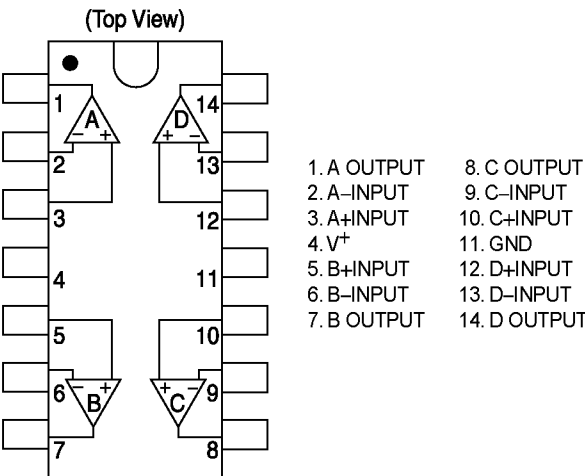 (Top View)
1 14
A D
− + + −
2 13
3 12
4 11
5 10
− + + −
6 B C 9
7 8
1. A OUTPUT
2. A–INPUT
3. A+INPUT
4. V+
5. B+INPUT
6. B–INPUT
7. B OUTPUT
8. C OUTPUT
9. C–INPUT
10. C+INPUT
11. GND
12. D+INPUT
13. D–INPUT
14. D OUTPUT